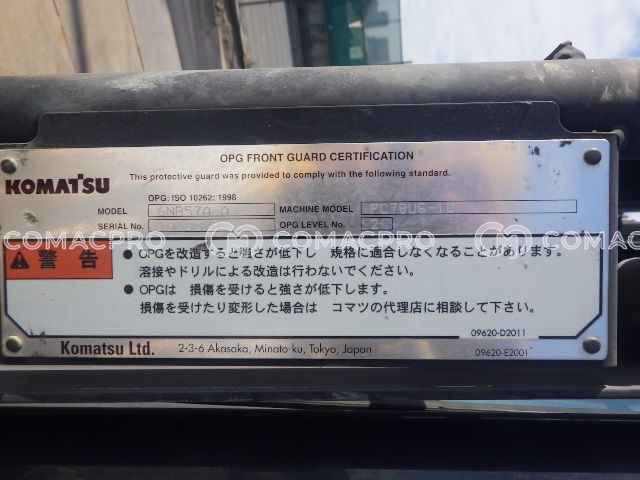 OPG FRONT GUARD CERTIFICATION
This protective guard was provided to comply with the following standard.
KOMATSU
OPG: ISO 10262: 1998
MODEL MACHINE MODEL PC78US-10
SERIAL No. OPG LEVEL No.
警告
● OPGを改造すると強さが低下し 規格に適合しなくなることがあります。
溶接やドリルによる改造は行わないでください。
● OPGは 損傷を受けると強さが低下します。
損傷を受けたり変形した場合は コマツの代理店に相談して下さい。
09620-D2011
Komatsu Ltd. 2-3-6 Akasaka, Minato-ku, Tokyo, Japan 09620-E2001
COMACPRO COMACPRO COMACPRO
COMACPRO COMACPRO COMACPRO